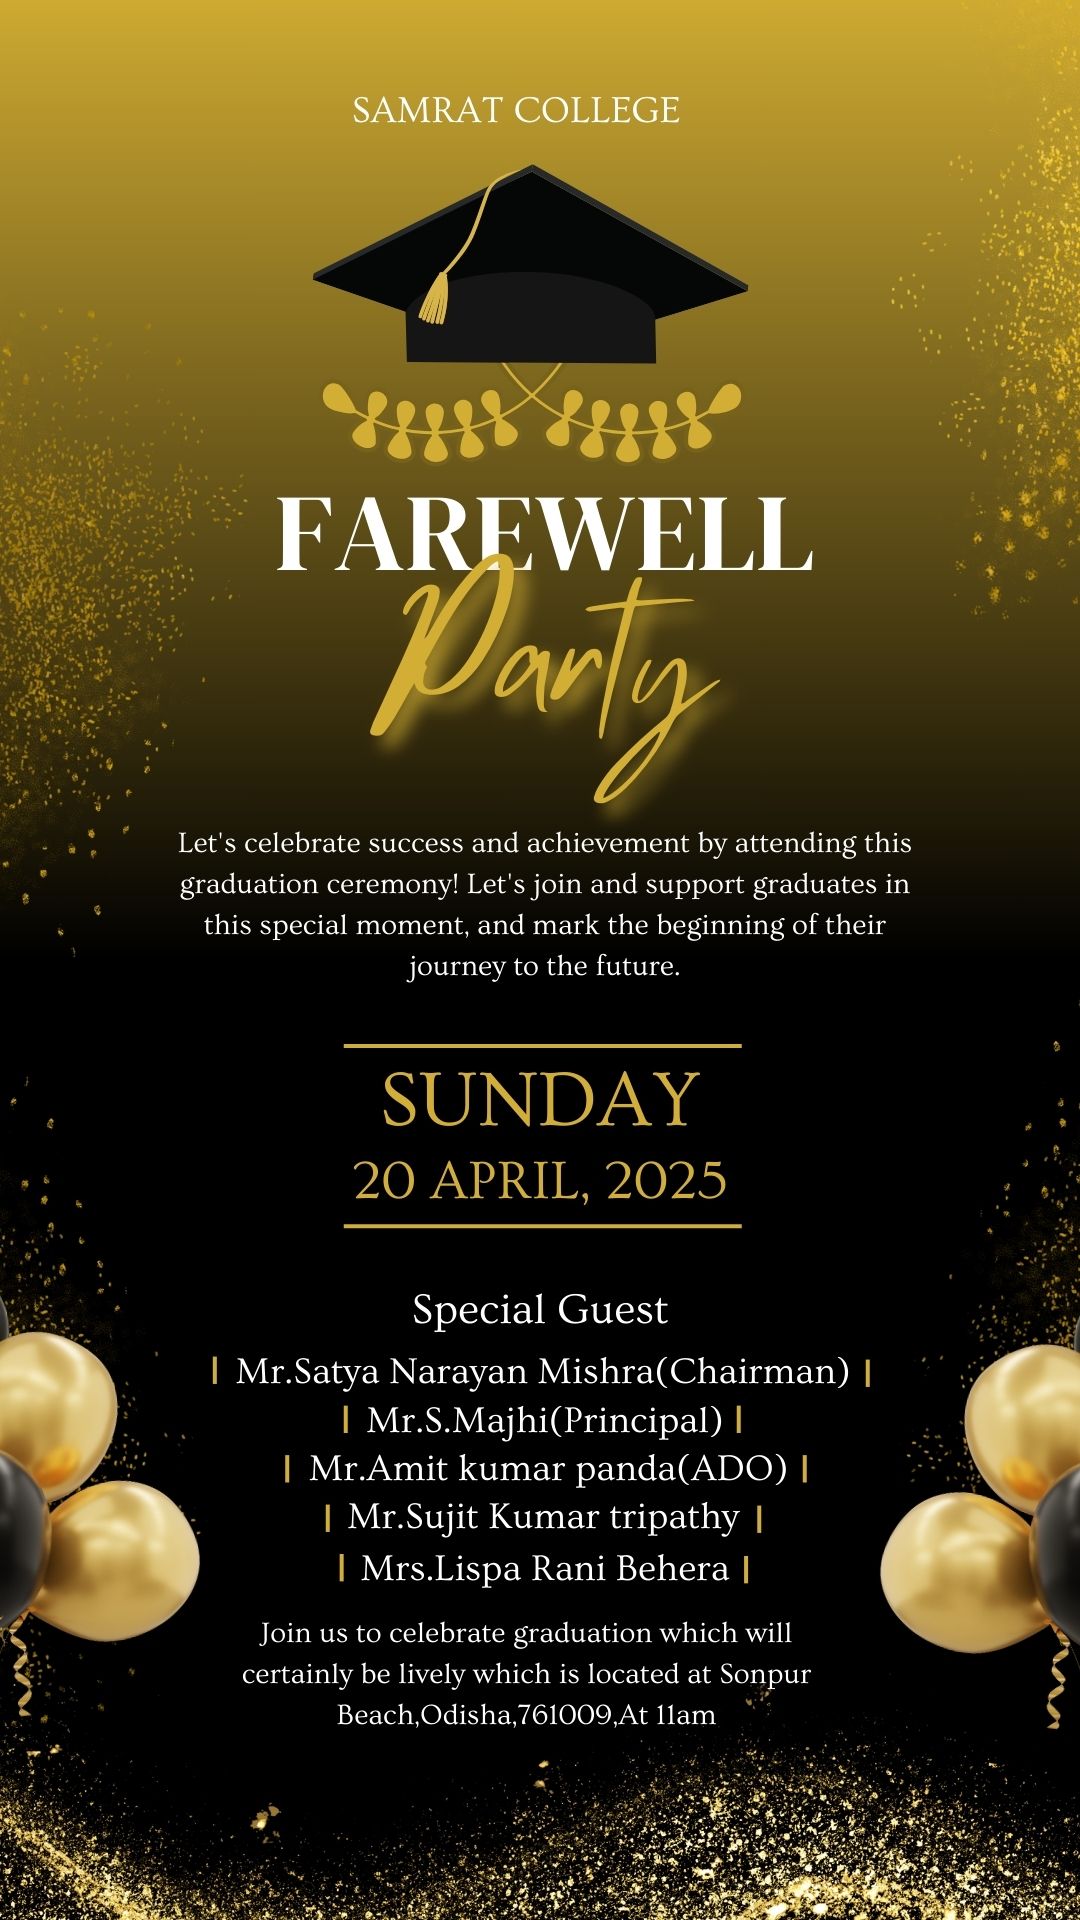 SAMRAT COLLEGE
FAREWELL
Party
Let's celebrate success and achievement by attending this
graduation ceremony! Let's join and support graduates in
this special moment, and mark the beginning of their
journey to the future.
SUNDAY
20 APRIL, 2025
Special Guest
| Mr.Satya Narayan Mishra(Chairman) |
| Mr.S.Majhi(Principal) |
| Mr.Amit kumar panda(ADO) |
| Mr.Sujit Kumar tripathy |
| Mrs.Lispa Rani Behera |
Join us to celebrate graduation which will
certainly be lively which is located at Sonpur
Beach,Odisha,761009,At 11am